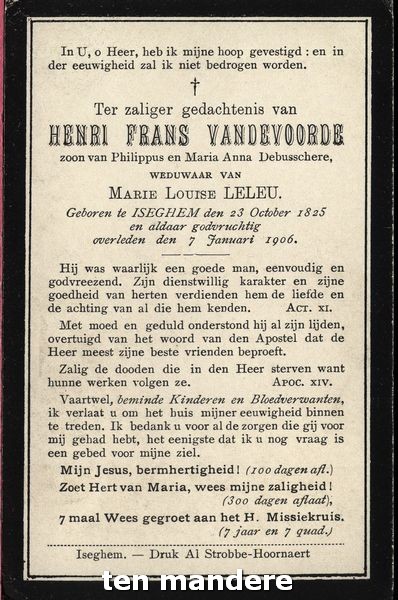 In U, o Heer, heb ik mijne hoop gevestigd : en in
der eeuwigheid zal ik niet bedrogen worden.
†
Ter zaliger gedachtenis van
HENRI FRANS VANDEVOORDE
zoon van Philippus en Maria Anna Debusschere,
WEDUWAAR VAN
MARIE LOUISE LELEU.
Geboren te ISEGHEM den 23 October 1825
en aldaar godvruchtig
overleden den 7 Januari 1906.
Hij was waarlijk een goede man, eenvoudig en
godvreezend. Zijn dienstwillig karakter en zijne
goedheid van herten verdienden hem de liefde en
de achting van al die hem kenden. ACT. XI.
Met moed en geduld onderstond hij al zijn lijden,
overtuigd van het woord van den Apostel dat de
Heer meest zijne beste vrienden beproeft.
Zalig de dooden die in den Heer sterven want
hunne werken volgen ze. APOC. XIV.
Vaartwel, beminde Kinderen en Bloedverwanten,
ik verlaat u om het huis mijner eeuwigheid binnen
te treden. Ik bedank u voor al de zorgen die gij voor
mij gehad hebt, het eenigste dat ik u nog vraag is
een gebed voor mijne ziel.
Mijn Jesus, bermhertigheid ! (100 dagen afl.)
Zoet Hert van Maria, wees mijne zaligheid !
(300 dagen aflaat),
7 maal Wees gegroet aan het H. Missiekruis.
(7 jaar en 7 quad.)
Iseghem. — Druk Al Strobbe-Hoornaert
ten mandere